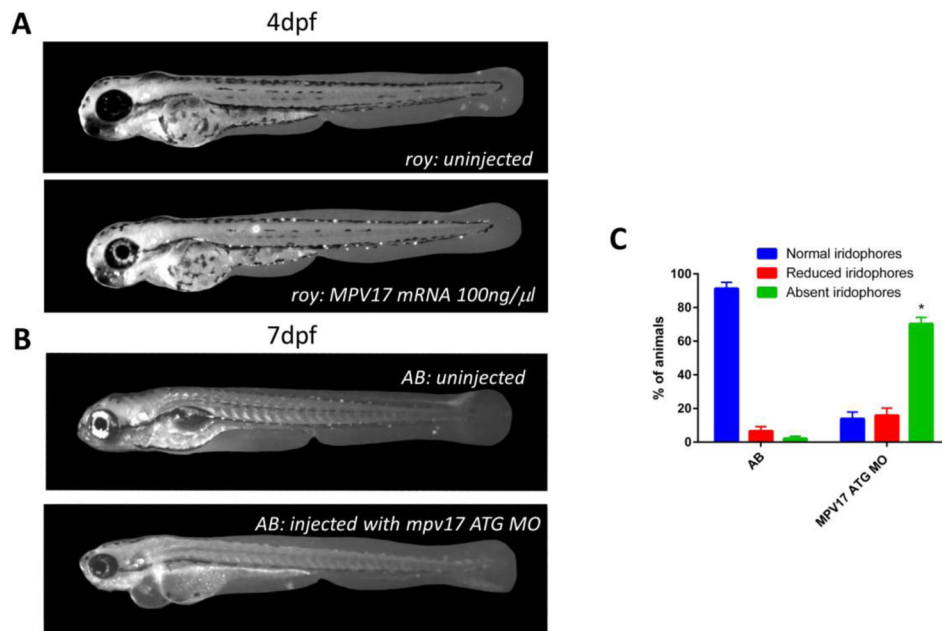 A
4dpf
roy: uninjected
roy: MPV17 mRNA 100ng/µl
B
7dpf
AB: uninjected
AB: injected with mpv17 ATG MO
C
Normal iridophores
Reduced iridophores
Absent iridophores
100
80
60
40
20
0
% of animals
*
AB
MPV17 ATG MO